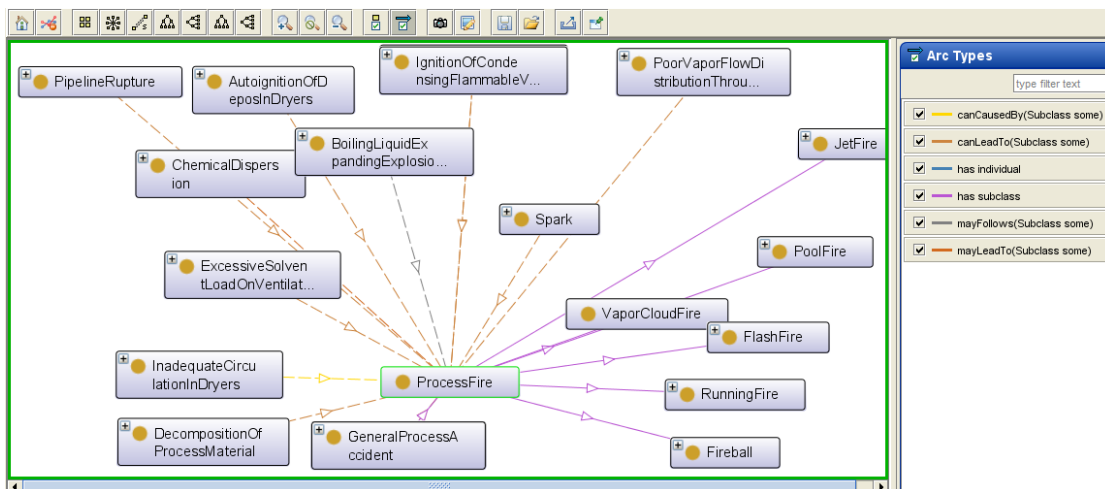 PipelineRupture
AutoignitionOfD
eposInDryers
IgnitionOfConde
nsingFlammableV...
PoorVaporFlowDi
stributionThrou...
BoilingLiquidEx
pandingExplosio...
JetFire
ChemicalDispers
ion
Spark
PoolFire
ExcessiveSolven
tLoadOnVentilat...
VaporCloudFire
FlashFire
InadequateCircu
lationInDryers
ProcessFire
RunningFire
DecompositionOf
ProcessMaterial
GeneralProcessA
ccident
Fireball
Arc Types
type filter text
canCausedBy(Subclass some)
canLeadTo(Subclass some)
has individual
has subclass
mayFollows(Subclass some)
mayLeadTo(Subclass some)